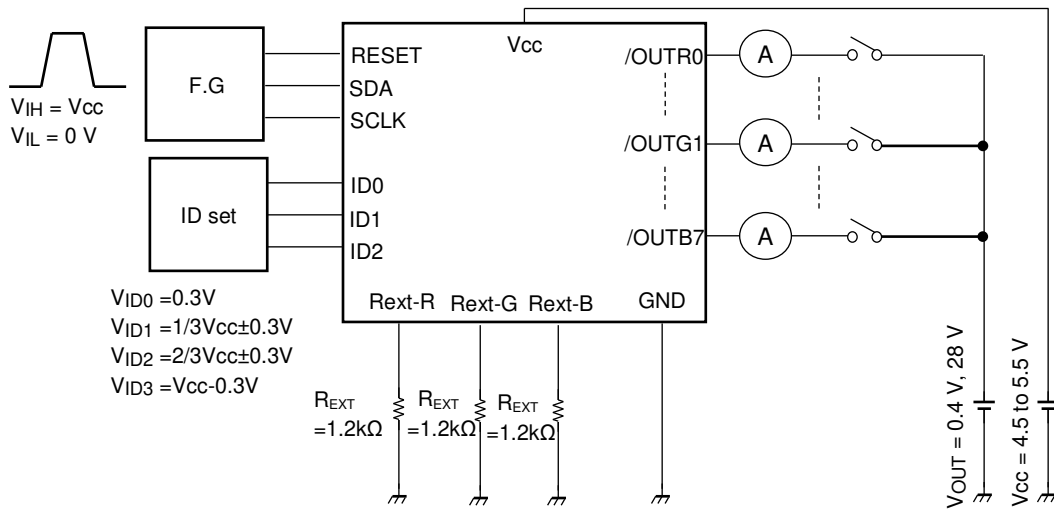 Vcc
RESET
SDA
SCLK
ID0
ID1
ID2
F.G
VIH = Vcc
VIL = 0 V
ID set
VID0 =0.3V
VID1 =1/3Vcc±0.3V
VID2 =2/3Vcc±0.3V
VID3 =Vcc-0.3V
/OUTR0
A
/OUTG1
A
/OUTB7
A
Rext-R Rext-G Rext-B GND
REXT
=1.2kΩ
REXT
=1.2kΩ
REXT
=1.2kΩ
VOUT = 0.4 V, 28 V
Vcc = 4.5 to 5.5 V